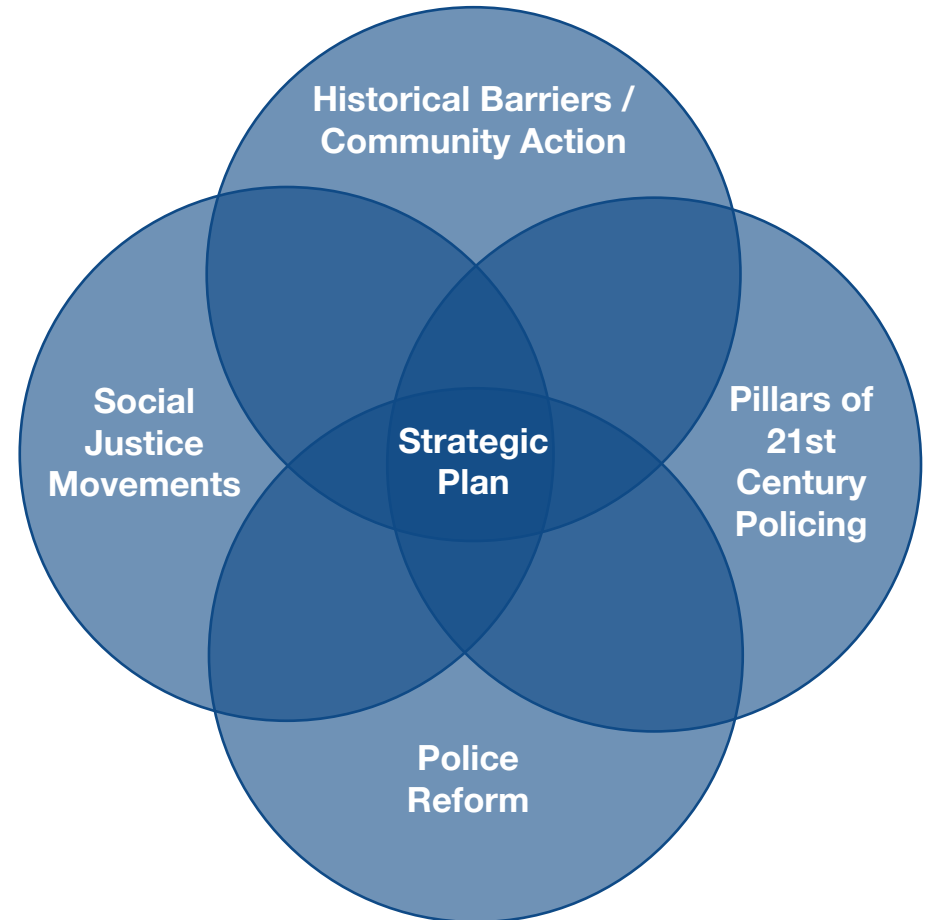 Historical Barriers /
Community Action
Social
Justice
Movements
Strategic
Plan
Pillars of
21st
Century
Policing
Police
Reform